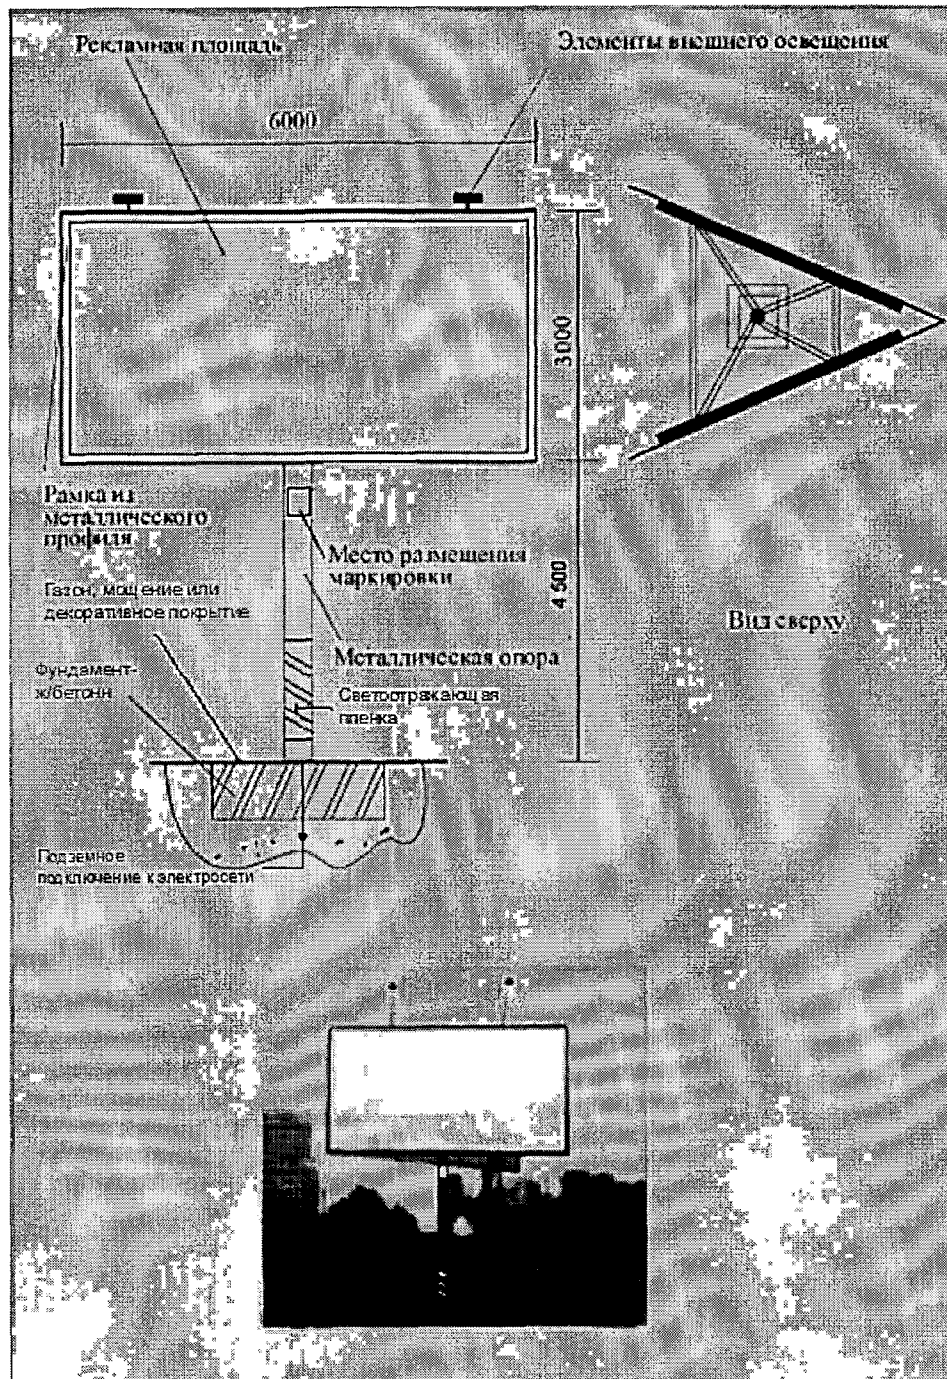 Рекламная площадь
Элементы внешнего освещения
6000
3000
Рамка из
металлического
профиля
Место размещения
маркировки
4 500
Газон, мощение или
декоративное покрытие
Вид сверху
Металлическая опора
Фундамент-
ж/бетонн
Светоотражающая
пленка
Подземное
подключение к электросети